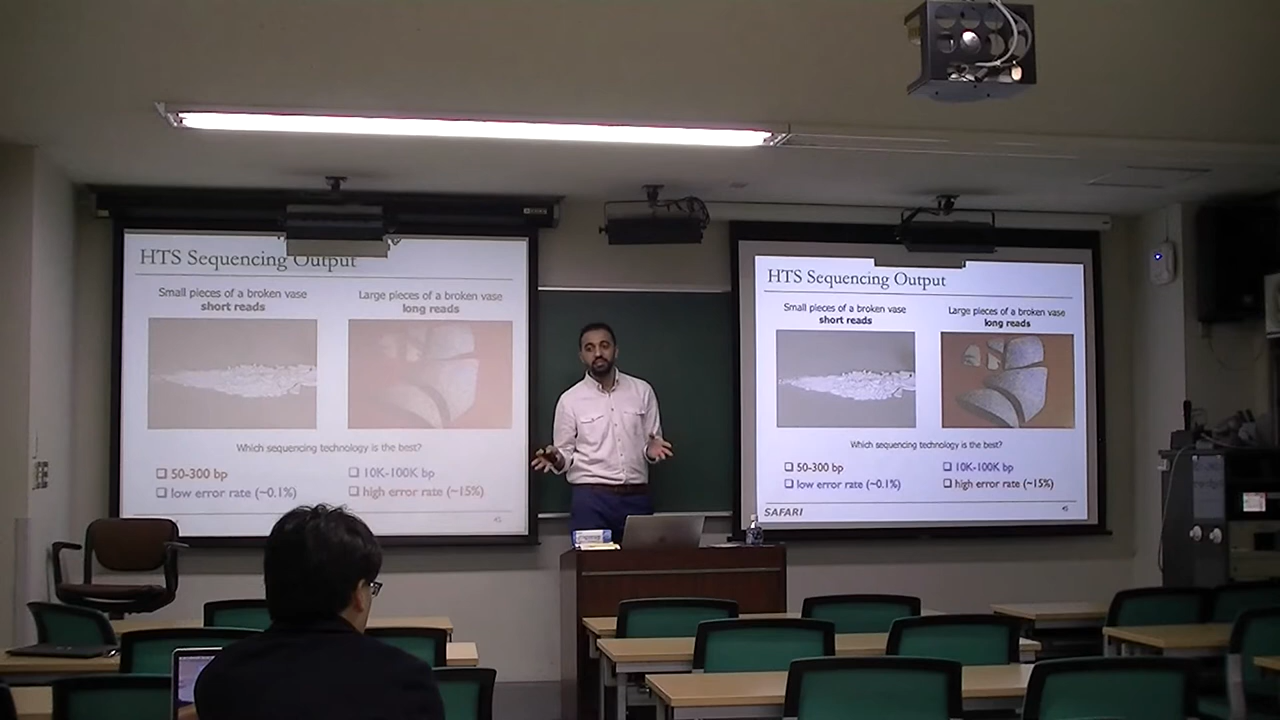 HTS Sequencing Output
Small pieces of a broken vase
short reads
Large pieces of a broken vase
long reads
Which sequencing technology is the best?
❑ 50-300 bp
❑ low error rate (~0.1%)
❑ 10K-100K bp
❑ high error rate (~15%)
HTS Sequencing Output
Small pieces of a broken vase
short reads
Large pieces of a broken vase
long reads
Which sequencing technology is the best?
❑ 50-300 bp
❑ low error rate (~0.1%)
❑ 10K-100K bp
❑ high error rate (~15%)
SAFARI